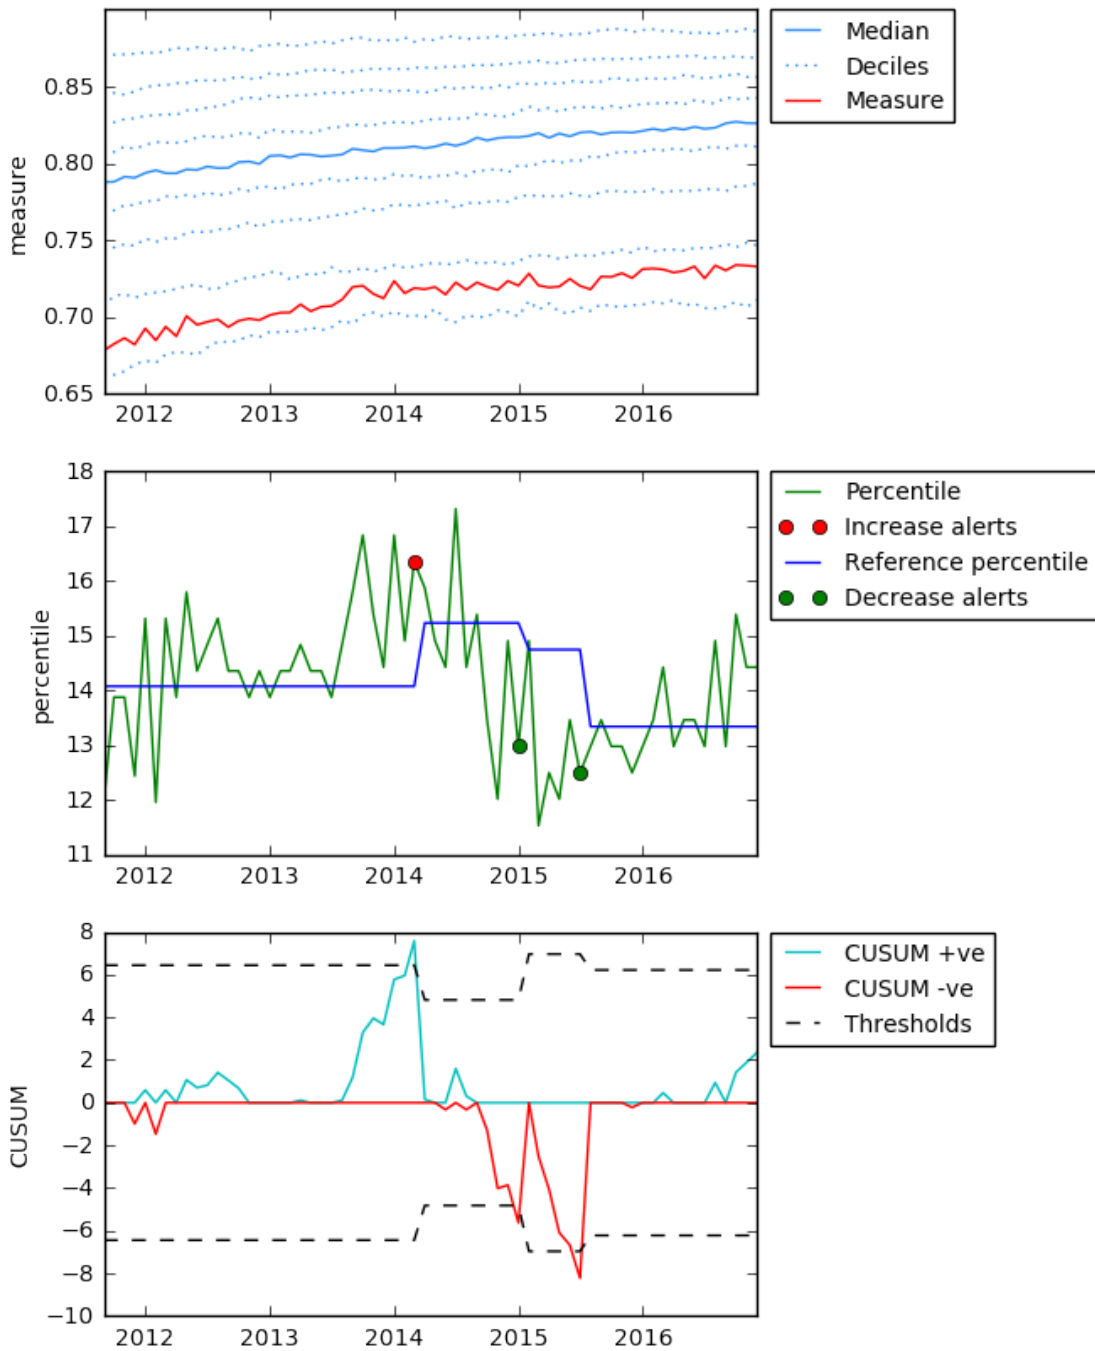 0.85
0.80
0.75
0.70
0.65
measure
2012 2013 2014 2015 2016
Median
Deciles
Measure
18
17
16
15
14
13
12
11
percentile
2012 2013 2014 2015 2016
Percentile
Increase alerts
Reference percentile
Decrease alerts
8
6
4
2
0
−2
−4
−6
−8
−10
CUSUM
2012 2013 2014 2015 2016
CUSUM +ve
CUSUM -ve
Thresholds